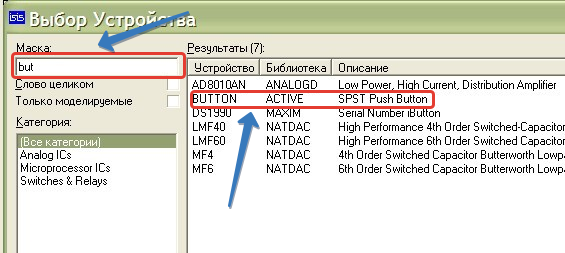 isis Выбор Устройства
Маска:
but
Слово целиком
Только моделируемые
Категория:
(Все категории)
Analog ICs
Microprocessor ICs
Switches & Relays
Результаты (7):
Устройство Библиотека Описание
AD8010AN ANALOGD Low Power, High Current, Distribution Amplifier
BUTTON ACTIVE SPST Push Button
DS1990 MAXIM Serial Number iButton
LMF40 NATDAC High Performance 4th Order Switched-Capacitor
LMF60 NATDAC High Performance 6th Order Switched-Capacitor
MF4 NATDAC 4th Order Switched Capacitor Butterworth Lowpa
MF6 NATDAC 6th Order Switched Capacitor Butterworth Lowpa